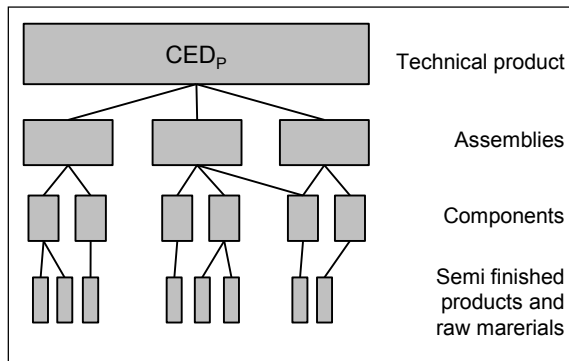 CEDP
Technical product
Assemblies
Components
Semi finished
products and
raw marerials